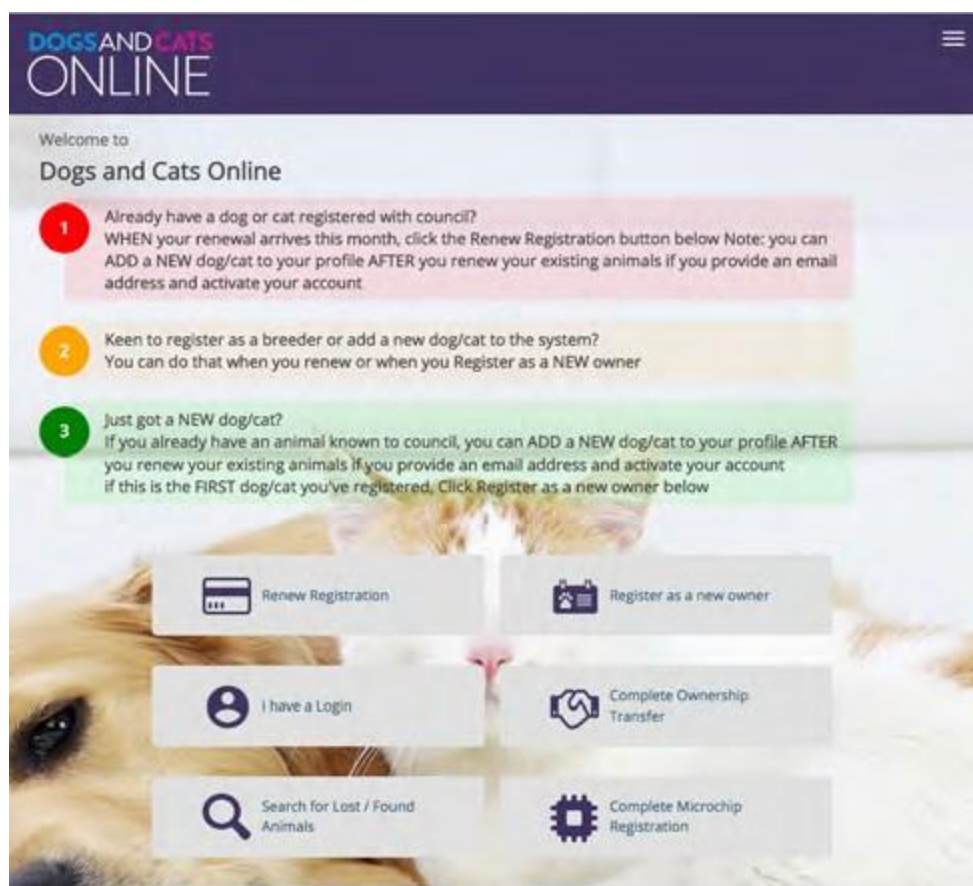 DOGSANDCATS
ONLINE
Welcome to
Dogs and Cats Online
1
Already have a dog or cat registered with council?
WHEN your renewal arrives this month, click the Renew Registration button below Note: you can
ADD a NEW dog/cat to your profile AFTER you renew your existing animals if you provide an email
address and activate your account
2
Keen to register as a breeder or add a new dog/cat to the system?
You can do that when you renew or when you Register as a NEW owner
3
Just got a NEW dog/cat?
If you already have an animal known to council, you can ADD a NEW dog/cat to your profile AFTER
you renew your existing animals if you provide an email address and activate your account
if this is the FIRST dog/cat you've registered, Click Register as a new owner below
Renew Registration
Register as a new owner
I have a Login
Complete Ownership
Transfer
Search for Lost / Found
Animals
Complete Microchip
Registration